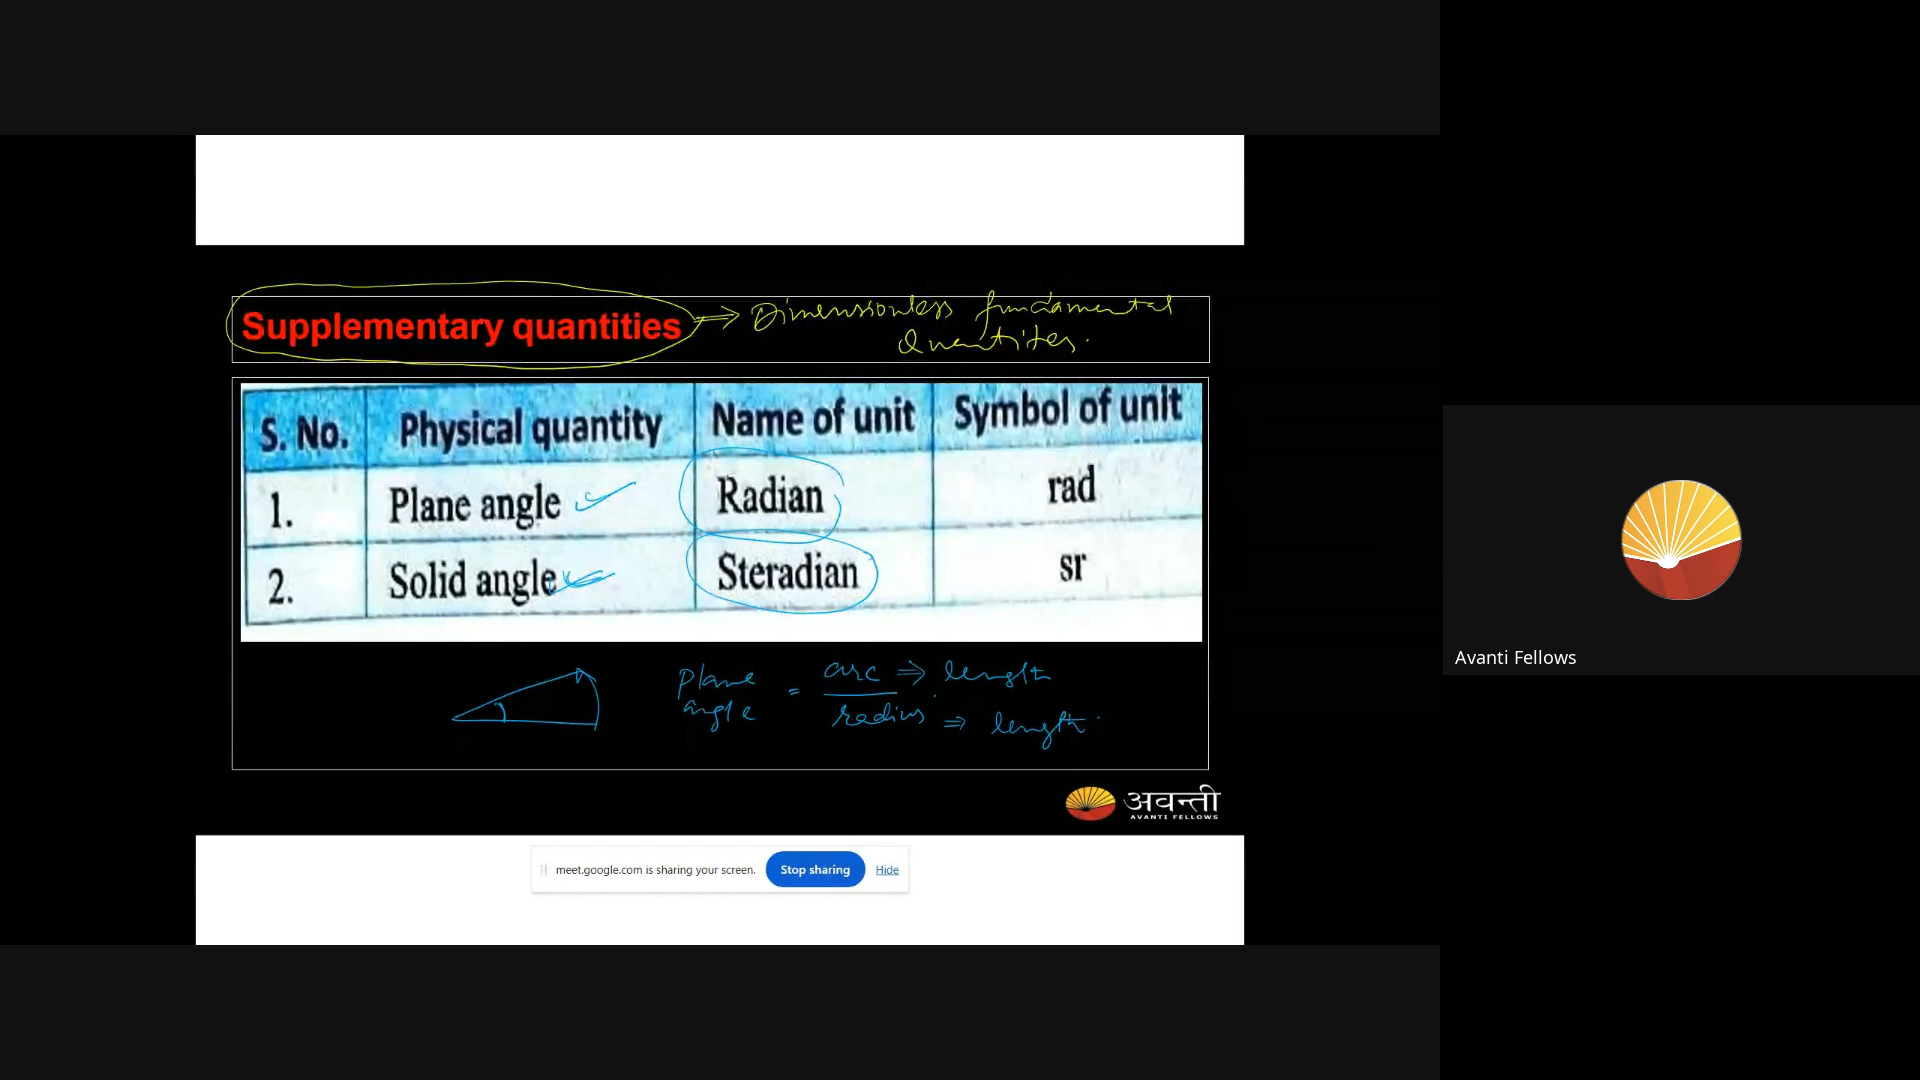 Supplementary quantities → Dimensionless fundamental
Quantites.
S. No. Physical quantity Name of unit Symbol of unit
1. Plane angle Radian rad
2. Solid angle Steradian sr
Plane angle = arc ⇒ length
radius ⇒ length
अवन्ती
AVANTI FELLOWS
meet.google.com is sharing your screen. Stop sharing Hide
Avanti Fellows